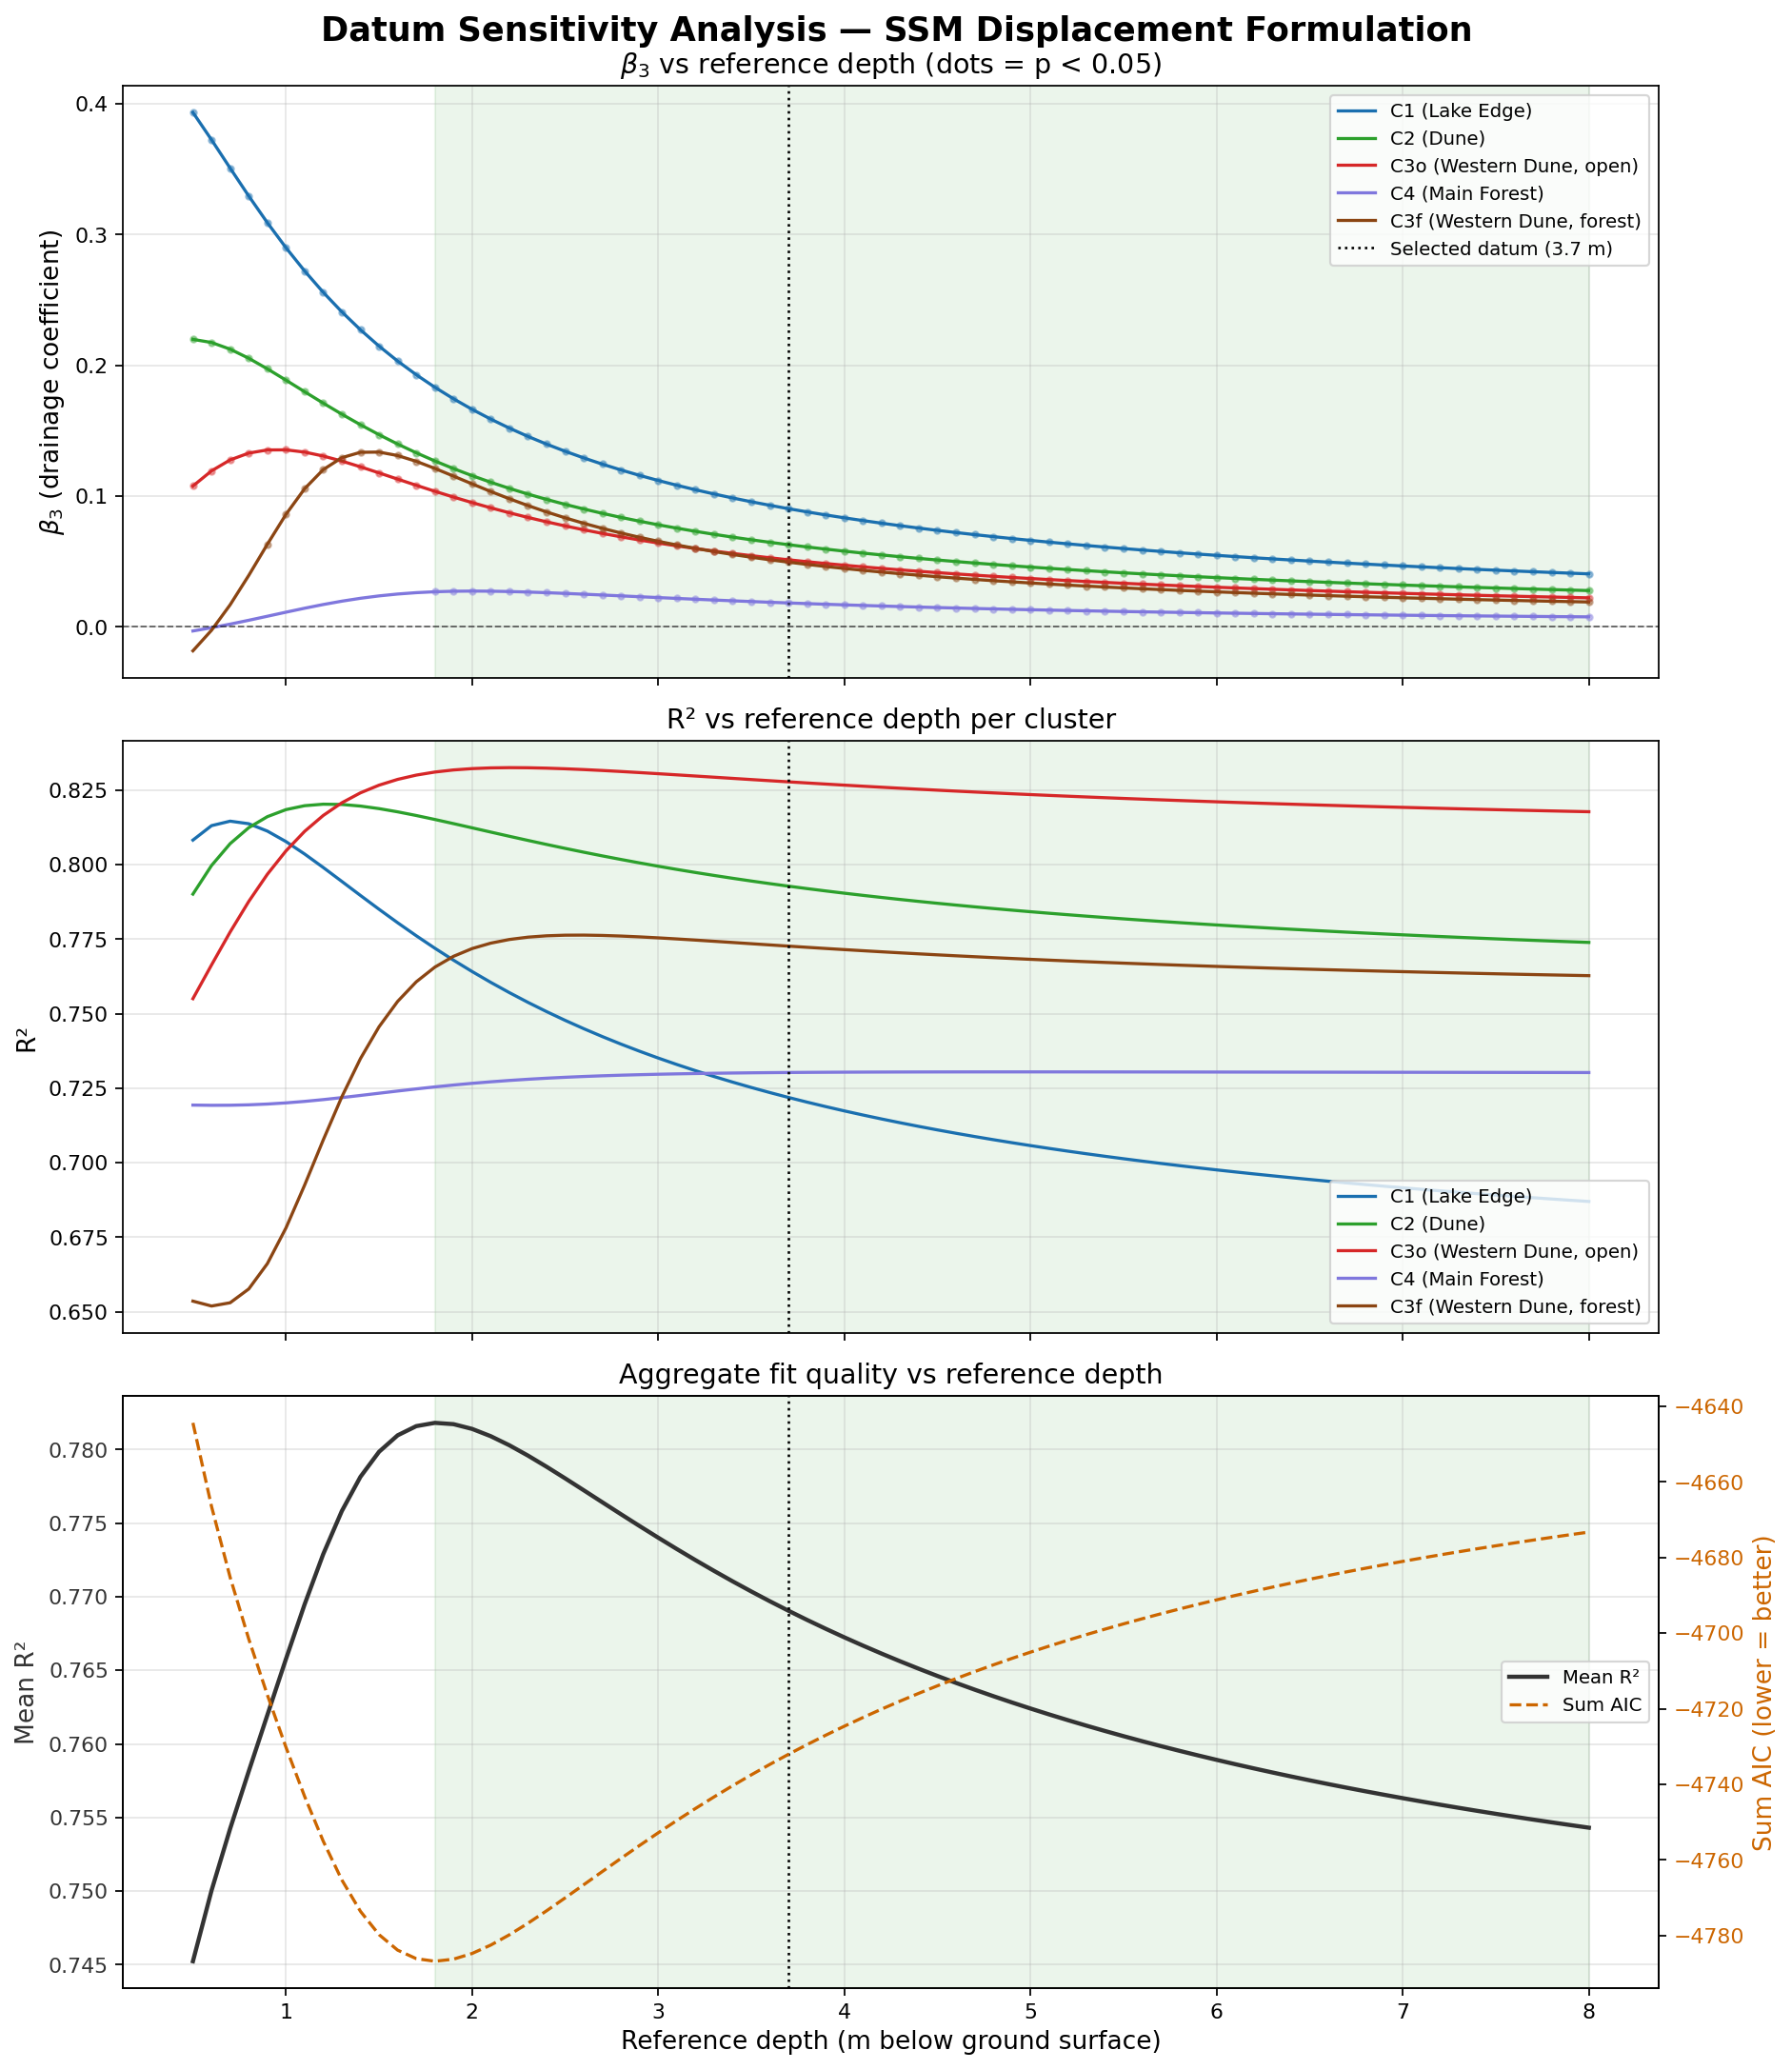 Datum Sensitivity Analysis — SSM Displacement Formulation
β₃ vs reference depth (dots = p < 0.05)
0.4
0.3
0.2
0.1
0.0
β₃ (drainage coefficient)
C1 (Lake Edge)
C2 (Dune)
C3o (Western Dune, open)
C4 (Main Forest)
C3f (Western Dune, forest)
Selected datum (3.7 m)
R² vs reference depth per cluster
0.825
0.800
0.775
0.750
0.725
0.700
0.675
0.650
R²
C1 (Lake Edge)
C2 (Dune)
C3o (Western Dune, open)
C4 (Main Forest)
C3f (Western Dune, forest)
Aggregate fit quality vs reference depth
0.780
0.775
0.770
0.765
0.760
0.755
0.750
0.745
Mean R²
Mean R²
Sum AIC
−4640
−4660
−4680
−4700
−4720
−4740
−4760
−4780
Sum AIC (lower = better)
1 2 3 4 5 6 7 8
Reference depth (m below ground surface)